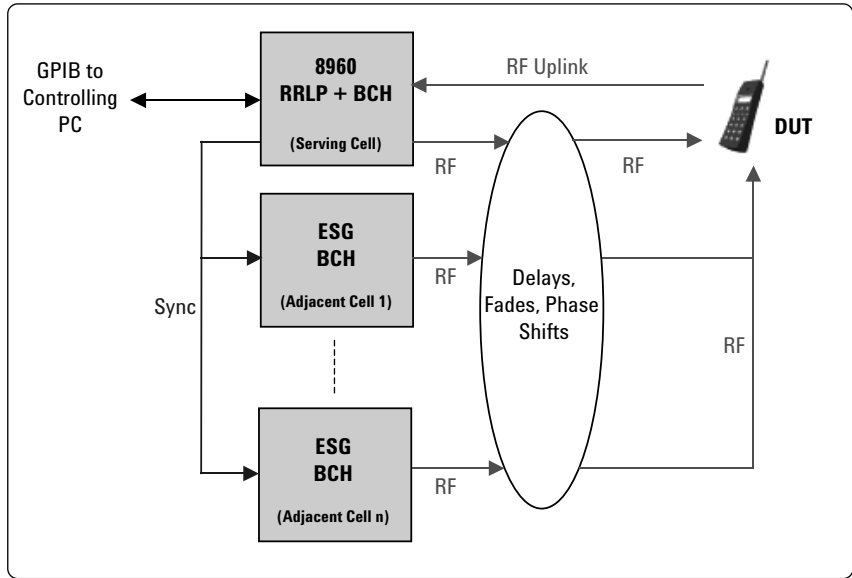 GPIB to
Controlling
PC
8960
RRLP + BCH
(Serving Cell)
RF Uplink
DUT
RF
RF
ESG
BCH
(Adjacent Cell 1)
RF
Delays,
Fades, Phase
Shifts
Sync
RF
ESG
BCH
(Adjacent Cell n)
RF